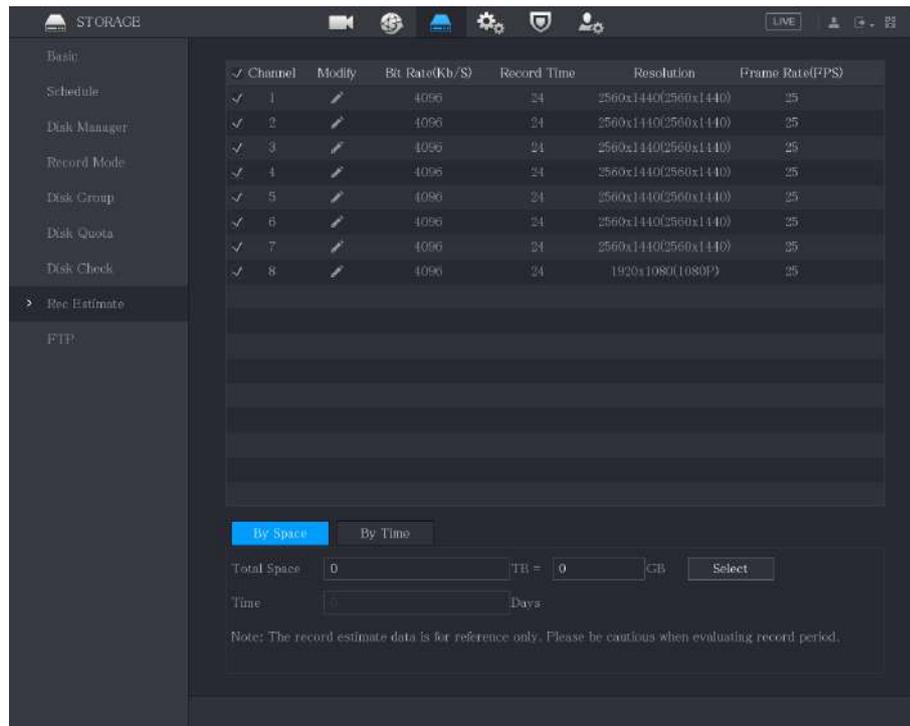 STORAGE LIVE
Basic
Schedule
Disk Manager
Record Mode
Disk Group
Disk Quota
Disk Check
Rec Estimate
FTP
Channel Modify Bit Rate(Kb/S) Record Time Resolution Frame Rate(FPS)
1 4096 24 2560x1440(2560x1440) 25
2 4096 24 2560x1440(2560x1440) 25
3 4096 24 2560x1440(2560x1440) 25
4 4096 24 2560x1440(2560x1440) 25
5 4096 24 2560x1440(2560x1440) 25
6 4096 24 2560x1440(2560x1440) 25
7 4096 24 2560x1440(2560x1440) 25
8 4096 24 1920x1080(1080P) 25
By Space By Time
Total Space 0 TB = 0 GB Select
Time 0 Days
Note: The record estimate data is for reference only. Please be cautious when evaluating record period.